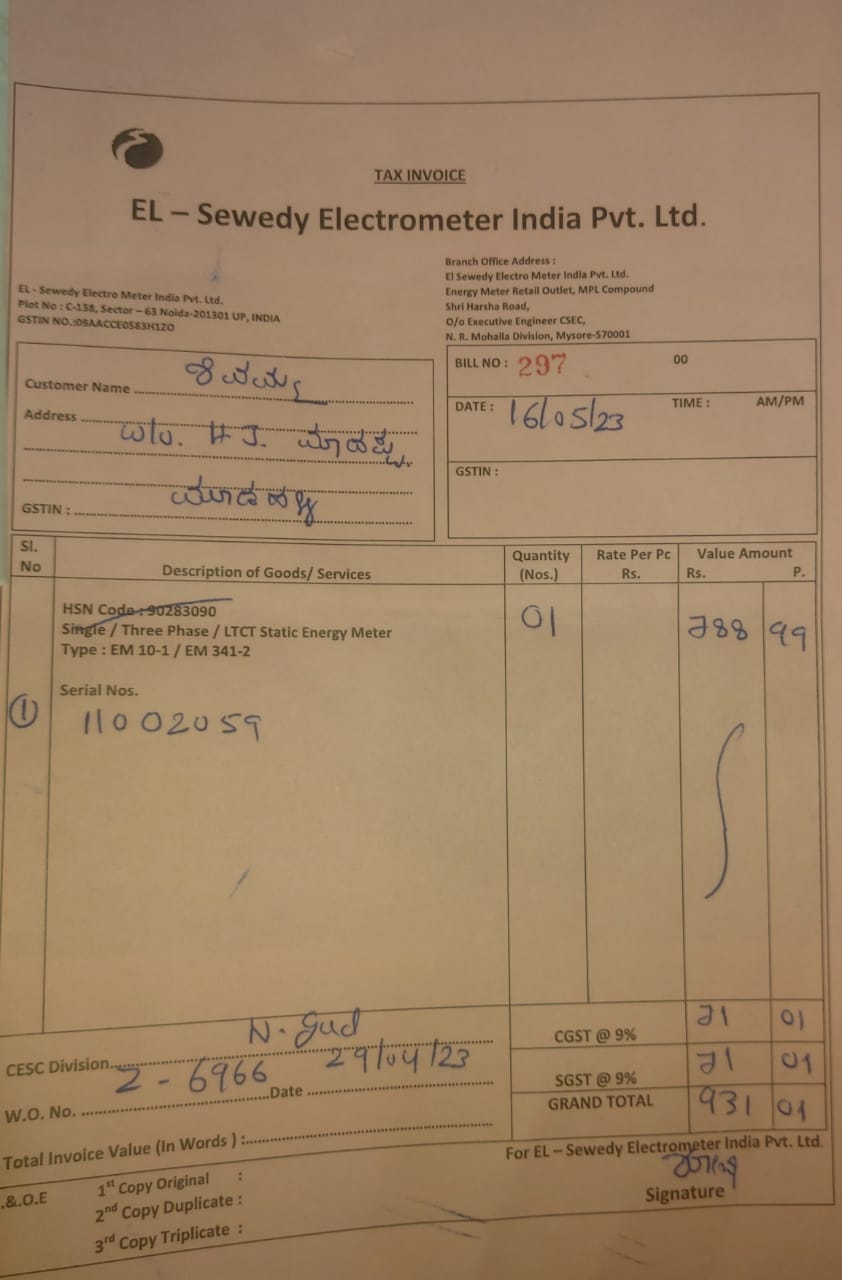 TAX INVOICE
EL – Sewedy Electrometer India Pvt. Ltd.
EL - Sewedy Electro Meter India Pvt. Ltd.
Plot No : C-138, Sector – 63 Noida-201301 UP, INDIA
GSTIN NO.:09AACCE0583H1ZO
Branch Office Address :
El Sewedy Electro Meter India Pvt. Ltd.
Energy Meter Retail Outlet, MPL Compound
Shri Harsha Road,
O/o Executive Engineer CSEC,
N. R. Mohalla Division, Mysore-570001
Customer Name
Address
W/o. H J.
GSTIN :
BILL NO : 297 00
DATE : 16/05/23 TIME : AM/PM
GSTIN :
Sl. No Description of Goods/ Services Quantity (Nos.) Rate Per Pc Rs. Value Amount Rs. P.
HSN Code : 90283090
Single / Three Phase / LTCT Static Energy Meter 01 788 99
Type : EM 10-1 / EM 341-2
Serial Nos.
① 11002059
CESC Division N. Gud
W.O. No. 2-6966 Date 29/04/23
Total Invoice Value (In Words ) :
CGST @ 9% 71 01
SGST @ 9% 71 01
GRAND TOTAL 931 01
For EL – Sewedy Electrometer India Pvt. Ltd.
Signature
.&.O.E 1st Copy Original :
2nd Copy Duplicate :
3rd Copy Triplicate :